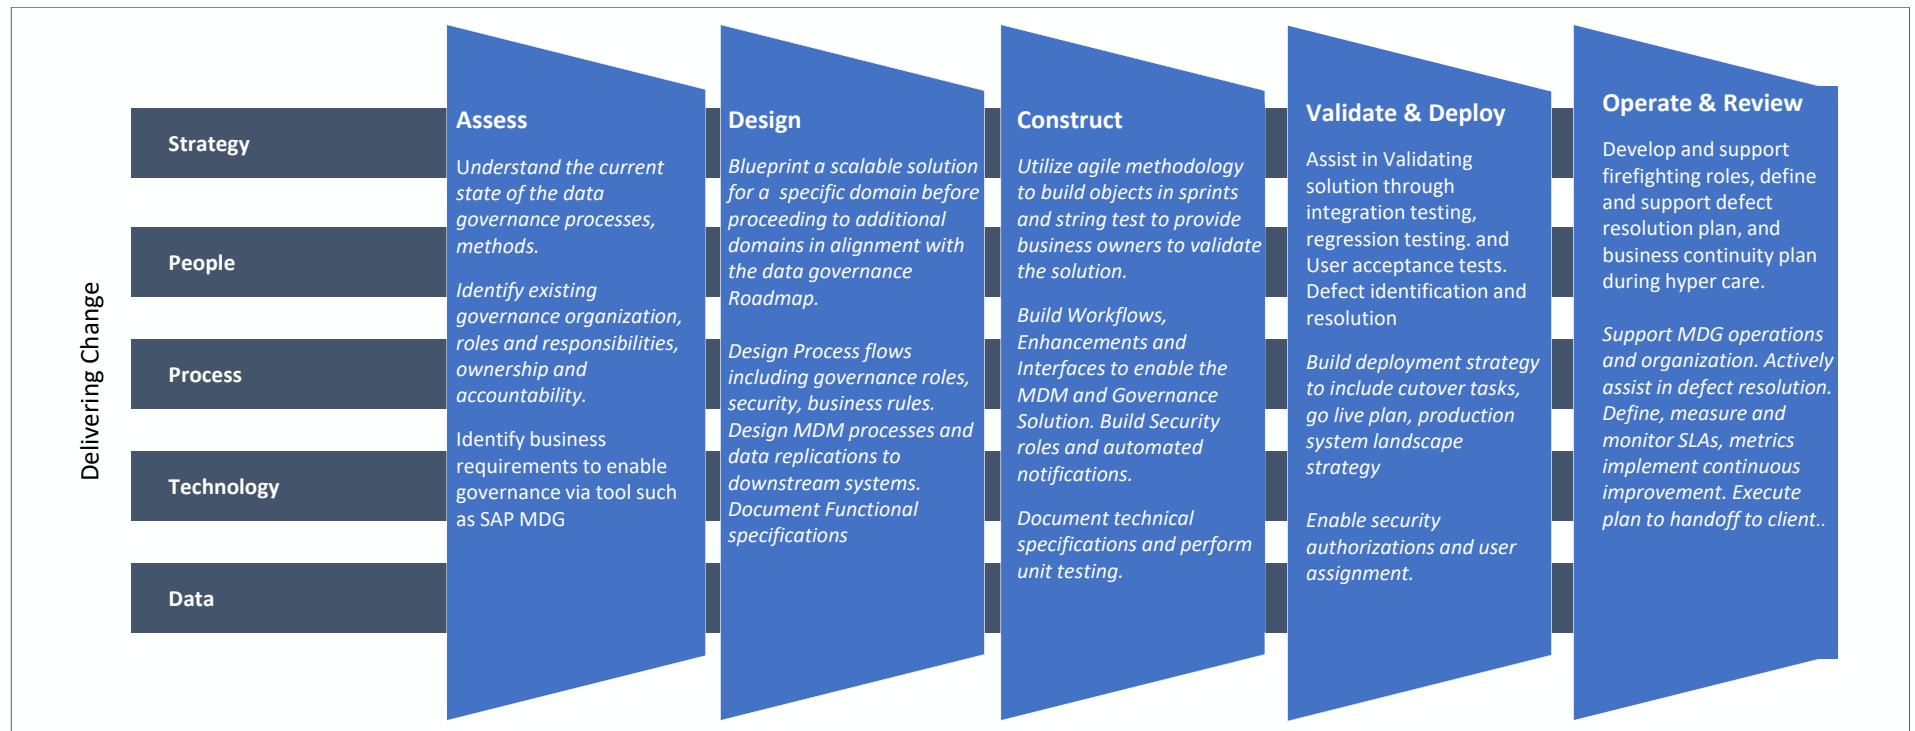 Delivering Change
Strategy
People
Process
Technology
Data
Assess
Understand the current
state of the data
governance processes,
methods.
Identify existing
governance organization,
roles and responsibilities,
ownership and
accountability.
Identify business
requirements to enable
governance via tool such
as SAP MDG
Design
Blueprint a scalable solution
for a specific domain before
proceeding to additional
domains in alignment with
the data governance
Roadmap.
Design Process flows
including governance roles,
security, business rules.
Design MDM processes and
data replications to
downstream systems.
Document Functional
specifications
Construct
Utilize agile methodology
to build objects in sprints
and string test to provide
business owners to validate
the solution.
Build Workflows,
Enhancements and
Interfaces to enable the
MDM and Governance
Solution. Build Security
roles and automated
notifications.
Document technical
specifications and perform
unit testing.
Validate & Deploy
Assist in Validating
solution through
integration testing,
regression testing. and
User acceptance tests.
Defect identification and
resolution
Build deployment strategy
to include cutover tasks,
go live plan, production
system landscape
strategy
Enable security
authorizations and user
assignment.
Operate & Review
Develop and support
firefighting roles, define
and support defect
resolution plan, and
business continuity plan
during hyper care.
Support MDG operations
and organization. Actively
assist in defect resolution.
Define, measure and
monitor SLAs, metrics
implement continuous
improvement. Execute
plan to handoff to client..